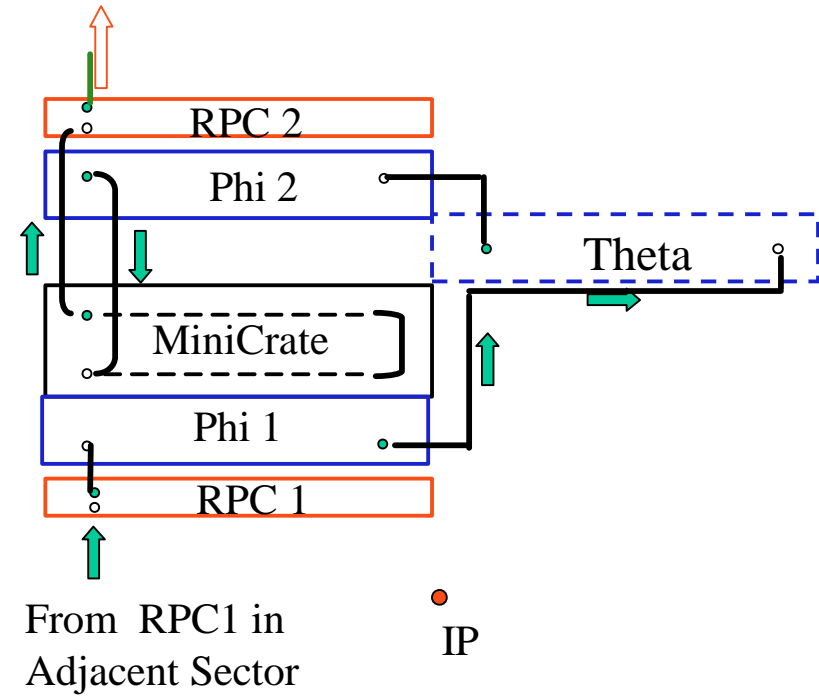 RPC 2
Phi 2
Theta
MiniCrate
Phi 1
RPC 1
From RPC1 in
Adjacent Sector
IP